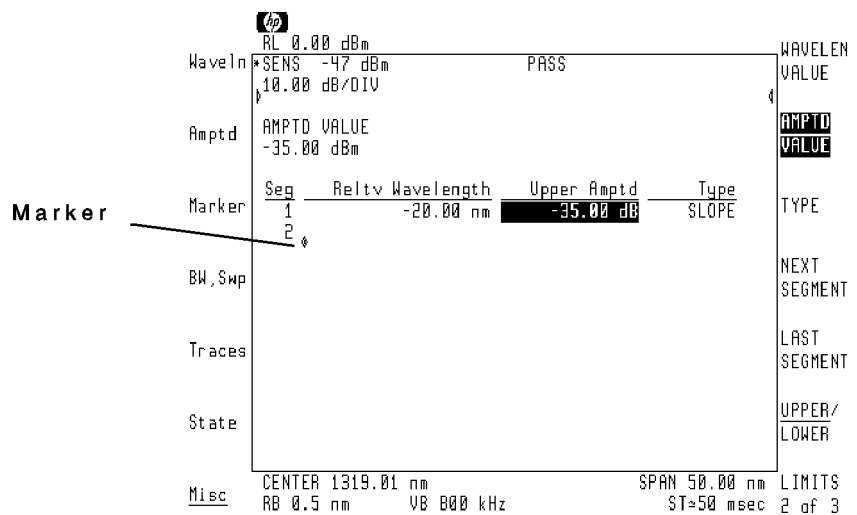 hp
RL 0.00 dBm
*SENS -47 dBm PASS
10.00 dB/DIV
AMPTD VALUE
-35.00 dBm
Seg Reltv Wavelength Upper Amptd Type
1 -20.00 nm -35.00 dB SLOPE
2
CENTER 1319.01 nm SPAN 50.00 nm
RB 0.5 nm VB 800 kHz ST≃50 msec
Waveln
Amptd
Marker
BW,Swp
Traces
State
Misc
Marker
WAVELEN
VALUE
AMPTD
VALUE
TYPE
NEXT
SEGMENT
LAST
SEGMENT
UPPER/
LOWER
LIMITS
2 of 3